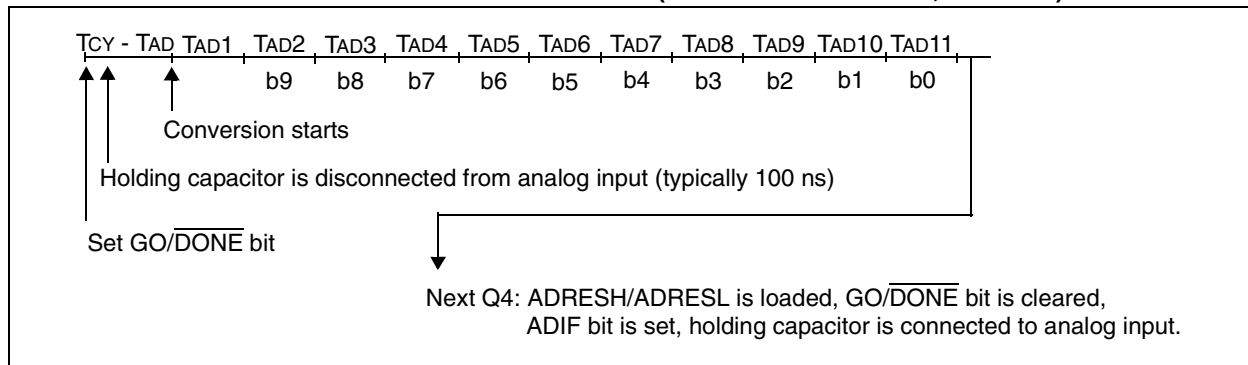 TCY - TAD TAD1 TAD2 TAD3 TAD4 TAD5 TAD6 TAD7 TAD8 TAD9 TAD10 TAD11
b9 b8 b7 b6 b5 b4 b3 b2 b1 b0
Conversion starts
Holding capacitor is disconnected from analog input (typically 100 ns)
Set GO/DONE bit
Next Q4: ADRESH/ADRESL is loaded, GO/DONE bit is cleared,
ADIF bit is set, holding capacitor is connected to analog input.